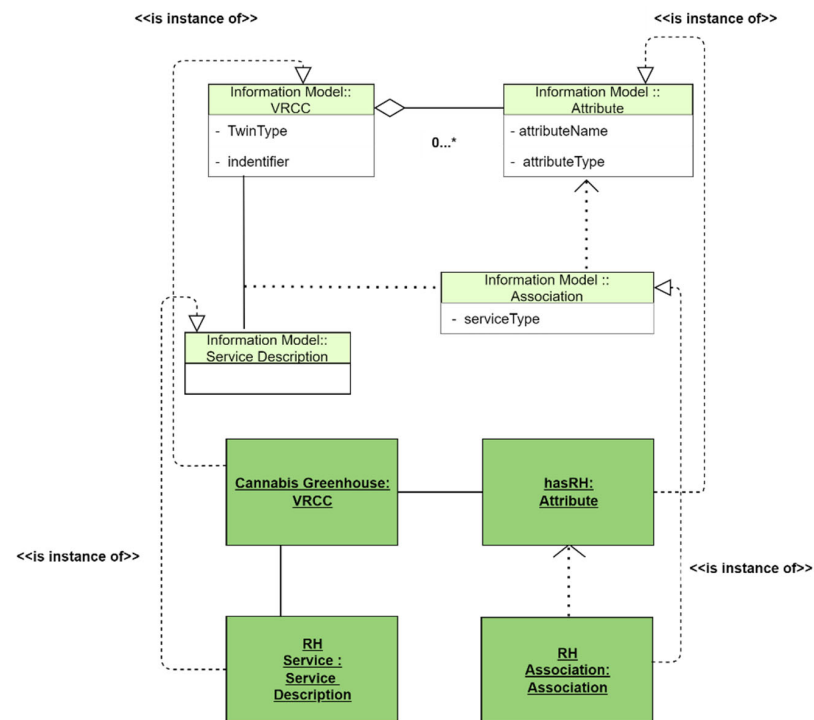 <<is instance of>>
<<is instance of>>
Information Model::
VRCC
- TwinType
- indentifier
0...*
Information Model ::
Attribute
- attributeName
- attributeType
Information Model ::
Association
- serviceType
Information Model::
Service Description
Cannabis Greenhouse:
VRCC
hasRH:
Attribute
<<is instance of>>
<<is instance of>>
RH
Service :
Service
Description
RH
Association:
Association